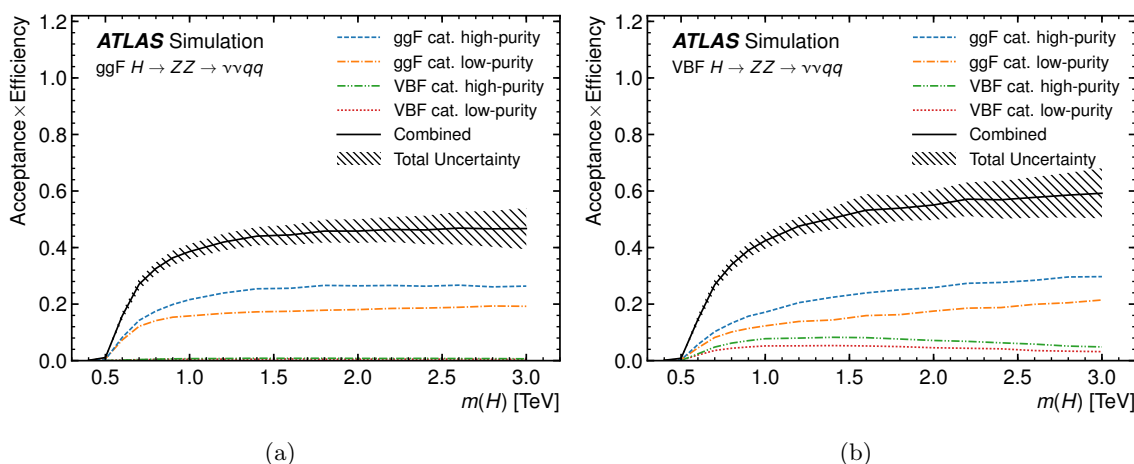 ATLAS Simulation
ggF H → ZZ → ννqq
ggF cat. high-purity
ggF cat. low-purity
VBF cat. high-purity
VBF cat. low-purity
Combined
Total Uncertainty
Acceptance×Efficiency
1.2
1.0
0.8
0.6
0.4
0.2
0.0
0.5 1.0 1.5 2.0 2.5 3.0
m(H) [TeV]
(a)
ATLAS Simulation
VBF H → ZZ → ννqq
ggF cat. high-purity
ggF cat. low-purity
VBF cat. high-purity
VBF cat. low-purity
Combined
Total Uncertainty
Acceptance×Efficiency
1.2
1.0
0.8
0.6
0.4
0.2
0.0
0.5 1.0 1.5 2.0 2.5 3.0
m(H) [TeV]
(b)